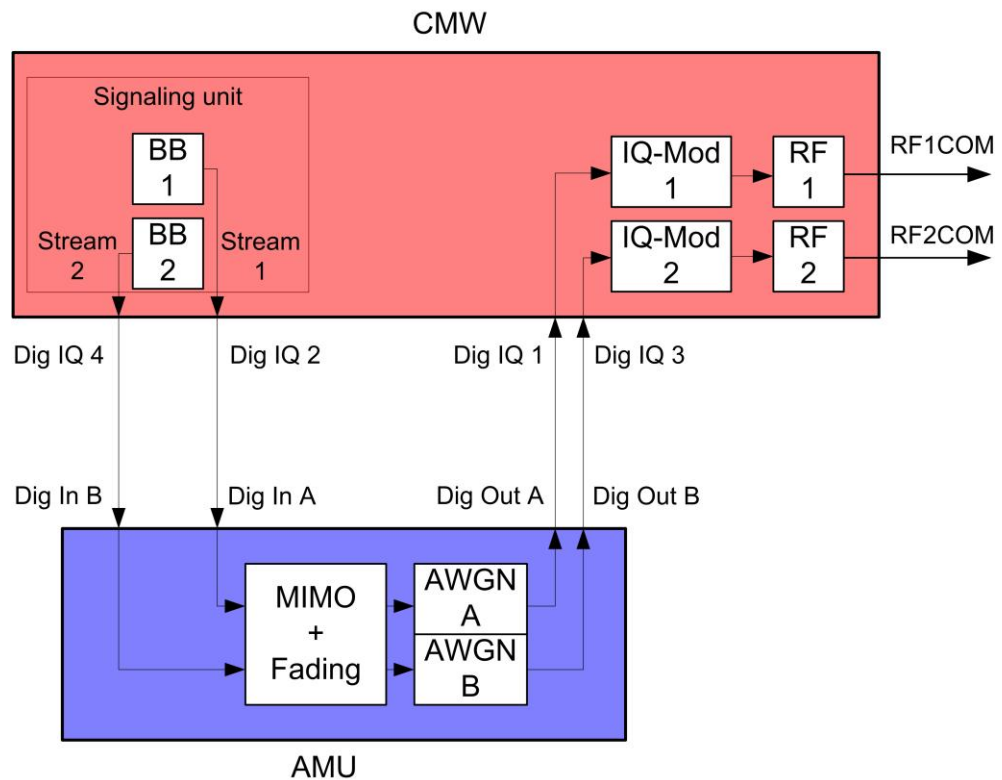 CMW
Signaling unit
BB
1
BB
2
Stream
2
Stream
1
IQ-Mod
1
RF
1
RF1COM
IQ-Mod
2
RF
2
RF2COM
Dig IQ 4
Dig IQ 2
Dig IQ 1
Dig IQ 3
Dig In B
Dig In A
Dig Out A
Dig Out B
MIMO
+
Fading
AWGN
A
AWGN
B
AMU